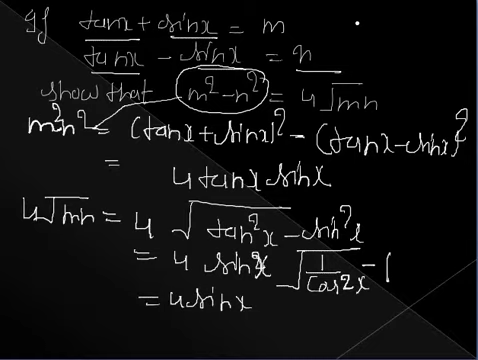 If tanx + sinx = m
tanx - sinx = n
show that m² - n² = 4√mn
m² n² = (tanx + sinx)² - (tanx - sinx)²
= 4 tanx sinx
4√mn = 4 √tan²x - sin²x
= 4 sinx √1/cos²x - 1
= 4 sinx